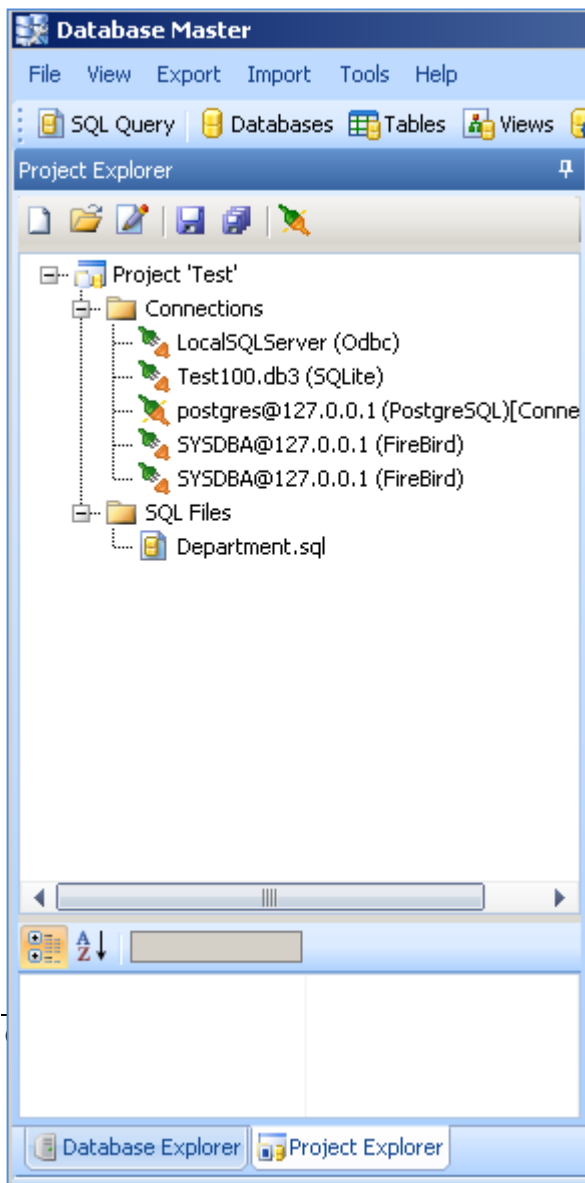 Database Master
File View Export Import Tools Help
SQL Query Databases Tables Views
Project Explorer
Project 'Test'
Connections
LocalSQLServer (Odbc)
Test100.db3 (SQLite)
postgres@127.0.0.1 (PostgreSQL)[Conne
SYSDBA@127.0.0.1 (FireBird)
SYSDBA@127.0.0.1 (FireBird)
SQL Files
Department.sql
AZ
Database Explorer Project Explorer